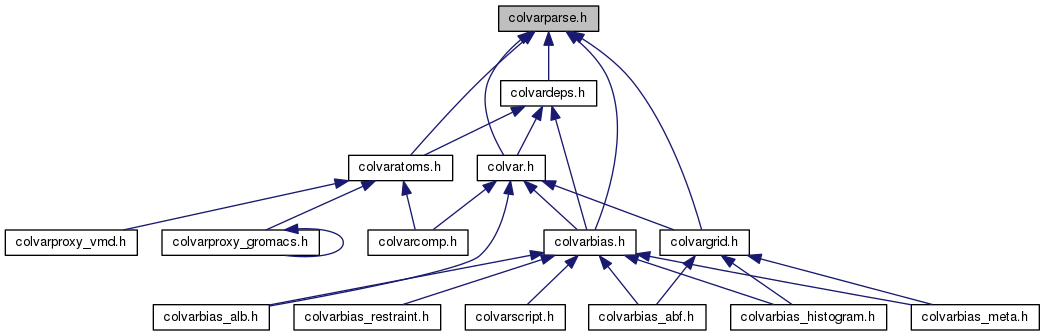 colvarparse.h
colvardeps.h
colvaratoms.h
colvar.h
colvarproxy_vmd.h
colvarproxy_gromacs.h
colvarcomp.h
colvarbias.h
colvargrid.h
colvarbias_alb.h
colvarbias_restraint.h
colvarscript.h
colvarbias_abf.h
colvarbias_histogram.h
colvarbias_meta.h